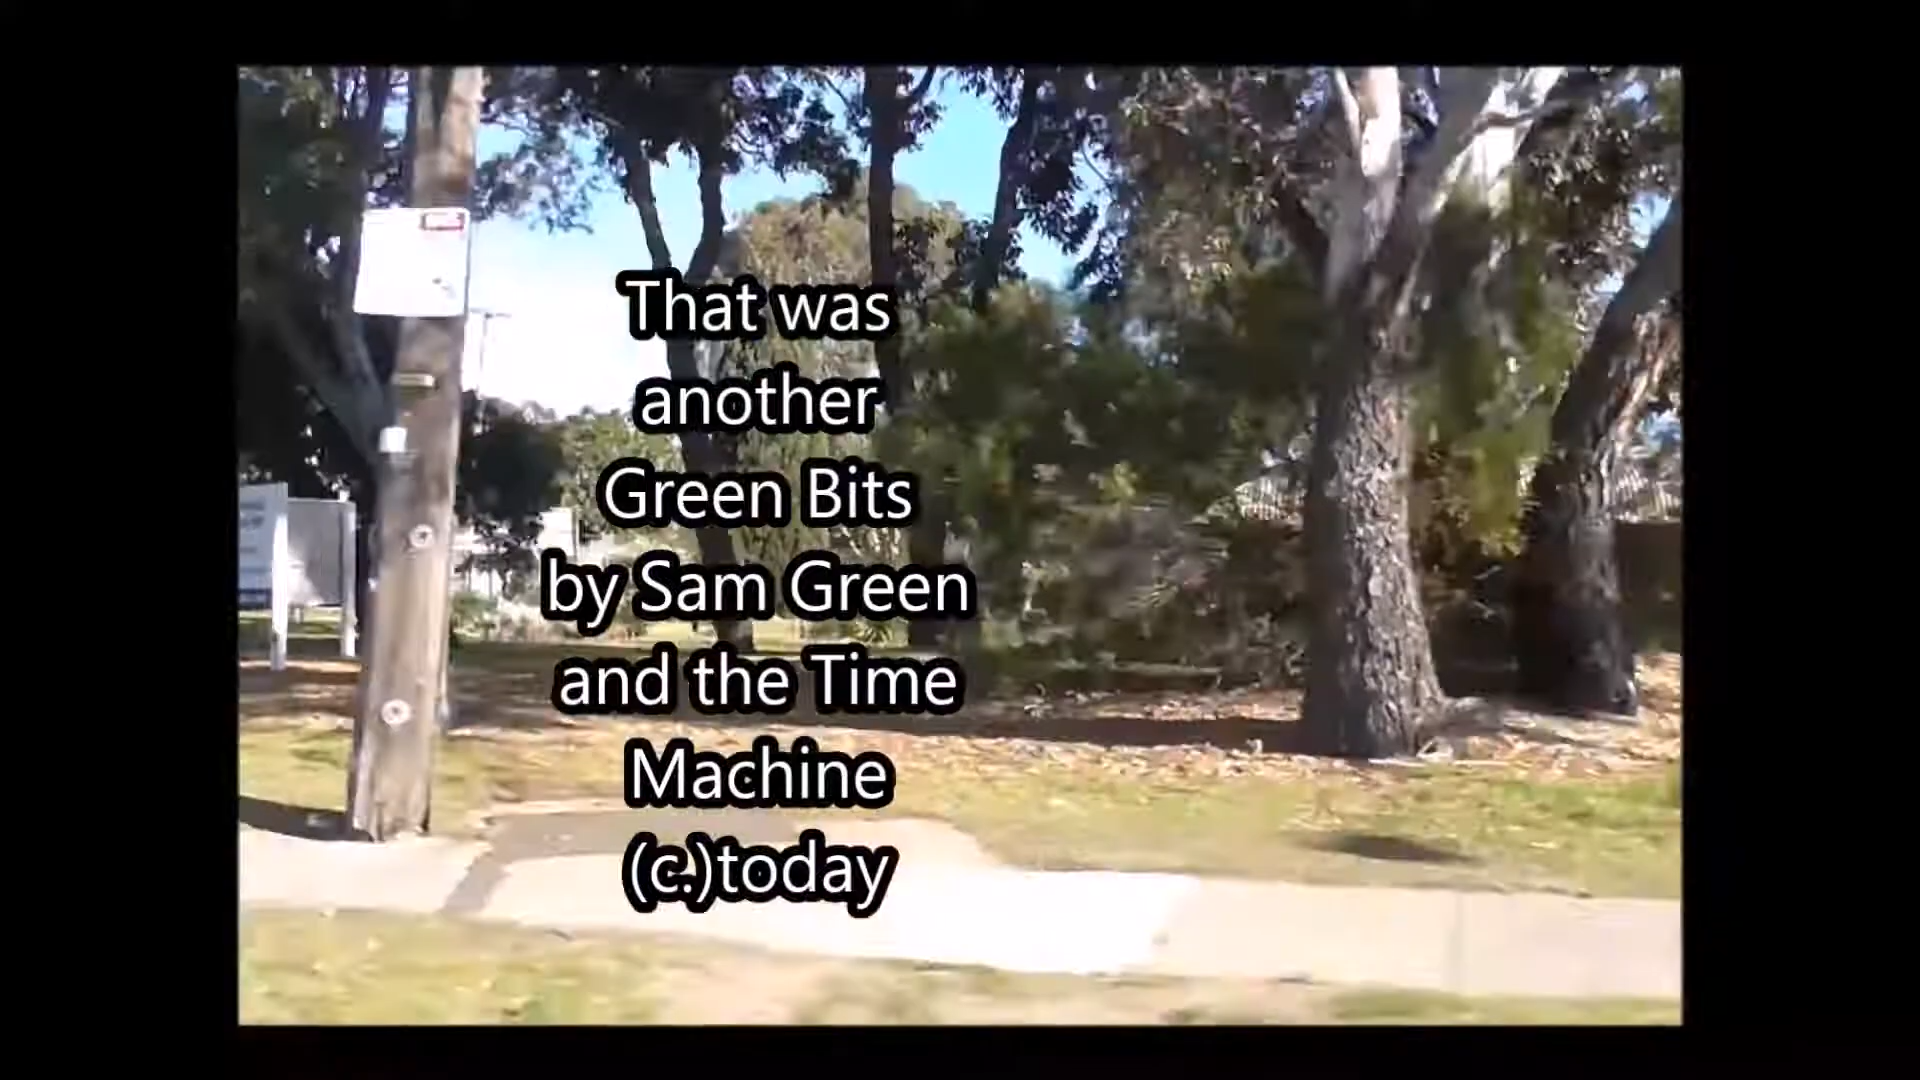 That was
another
Green Bits
by Sam Green
and the Time
Machine
(c.)today